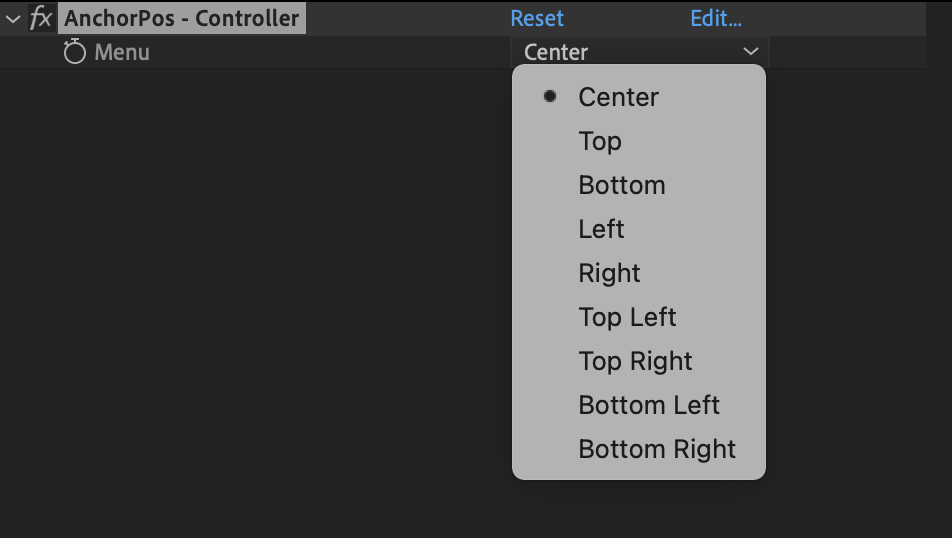 fx AnchorPos - Controller Reset Edit...
Menu Center
Center
Top
Bottom
Left
Right
Top Left
Top Right
Bottom Left
Bottom Right